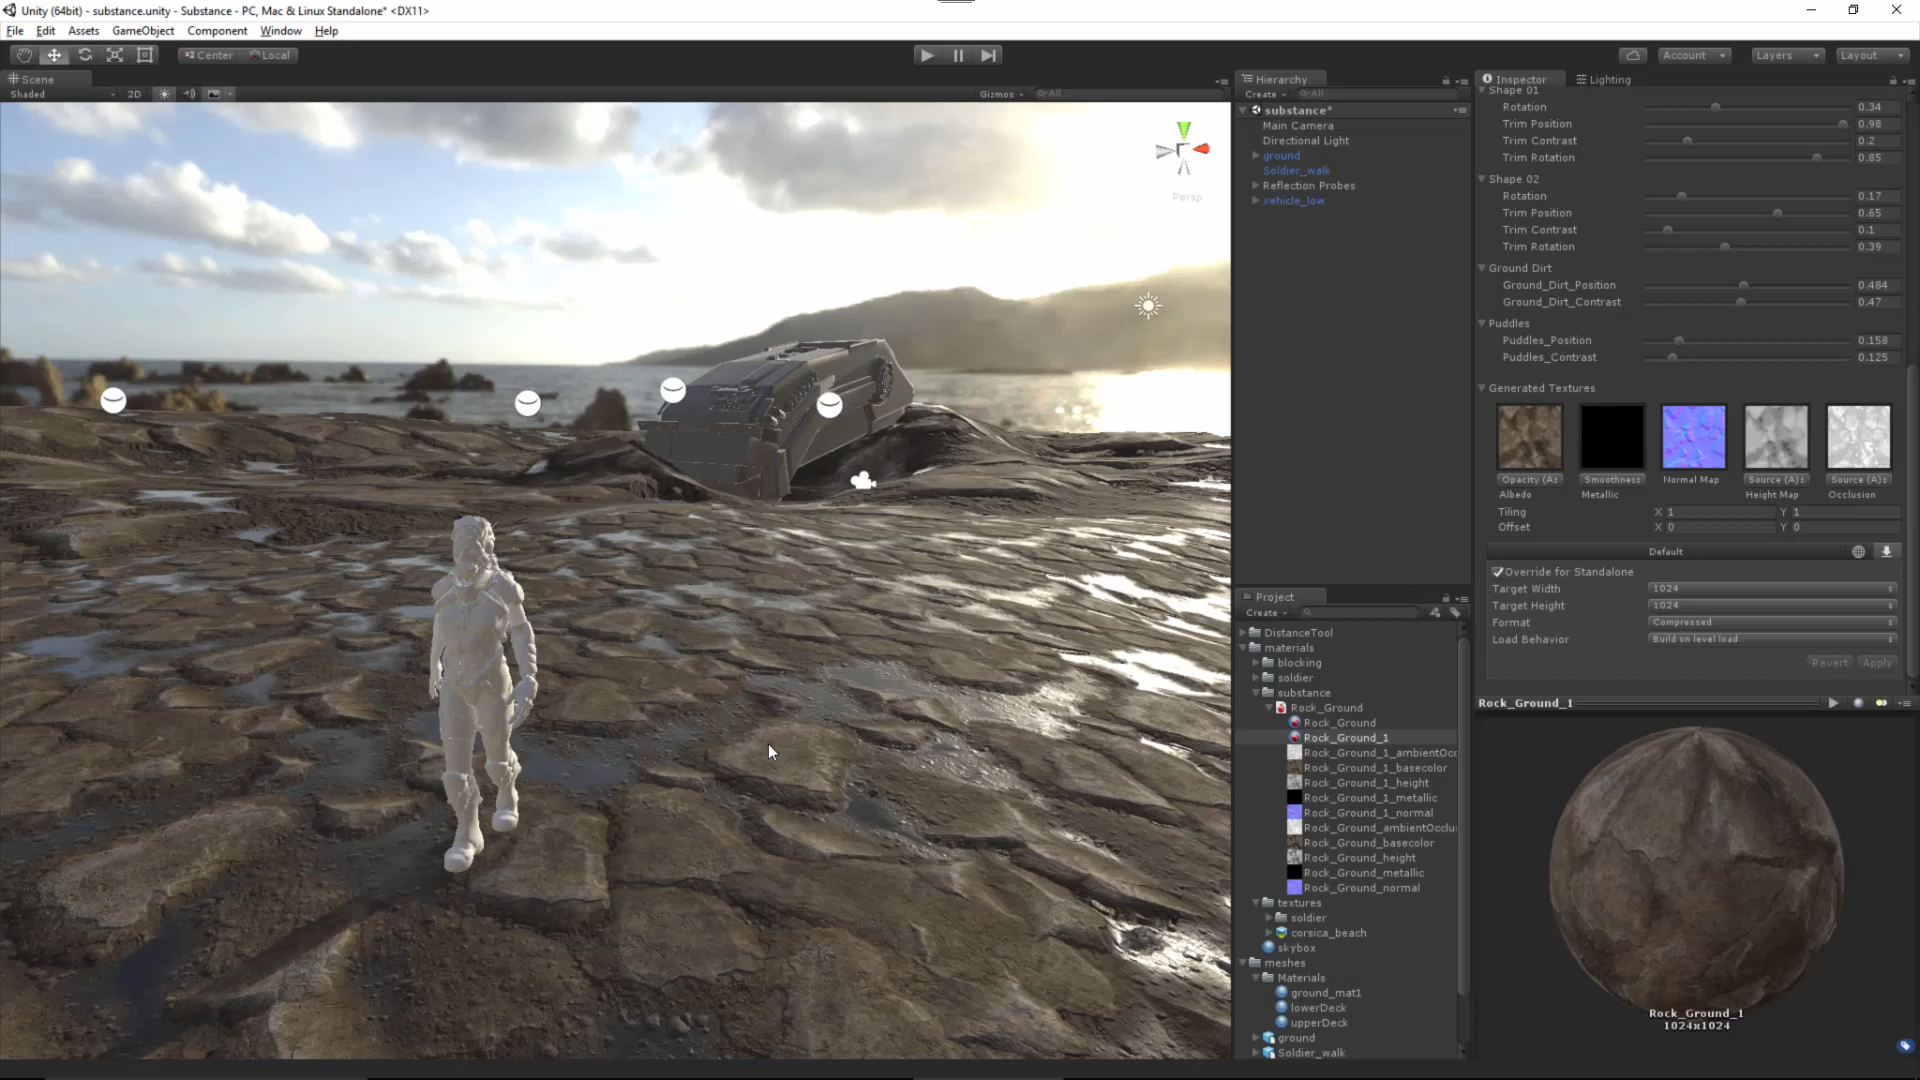 Unity (64bit) - substance.unity - Substance - PC, Mac & Linux Standalone* <DX11>
File Edit Assets GameObject Component Window Help
Center Local
Account Layers Layout
Scene
Shaded 2D Gizmos All
Persp
Hierarchy
Create All
substance*
Main Camera
Directional Light
ground
Soldier_walk
Reflection Probes
vehicle_low
Project
Create
DistanceTool
materials
blocking
soldier
substance
Rock_Ground
Rock_Ground
Rock_Ground_1
Rock_Ground_1_ambientOcc
Rock_Ground_1_basecolor
Rock_Ground_1_height
Rock_Ground_1_metallic
Rock_Ground_1_normal
Rock_Ground_ambientOcclu
Rock_Ground_basecolor
Rock_Ground_height
Rock_Ground_metallic
Rock_Ground_normal
textures
soldier
corsica_beach
skybox
meshes
Materials
ground_mat1
lowerDeck
upperDeck
ground
Soldier_walk
Inspector Lighting
Shape 01
Rotation 0.34
Trim Position 0.98
Trim Contrast 0.2
Trim Rotation 0.85
Shape 02
Rotation 0.17
Trim Position 0.65
Trim Contrast 0.1
Trim Rotation 0.39
Ground Dirt
Ground_Dirt_Position 0.484
Ground_Dirt_Contrast 0.47
Puddles
Puddles_Position 0.158
Puddles_Contrast 0.125
Generated Textures
Opacity (A Smoothness Normal Map Source (A) Source (A)
Albedo Metallic Height Map Occlusion
Tiling X 1 Y 1
Offset X 0 Y 0
Default
Override for Standalone
Target Width 1024
Target Height 1024
Format Compressed
Load Behavior Build on level load
Revert Apply
Rock_Ground_1
Rock_Ground_1
1024x1024